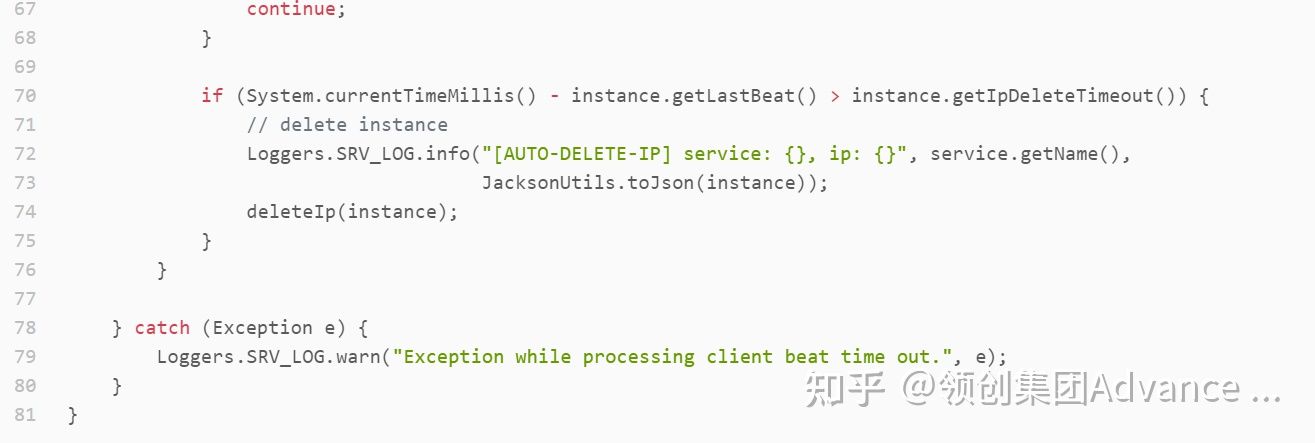 67                 continue;
68             }
69
70             if (System.currentTimeMillis() - instance.getLastBeat() > instance.getIpDeleteTimeout()) {
71                 // delete instance
72                 Loggers.SRV_LOG.info("[AUTO-DELETE-IP] service: {}, ip: {}", service.getName(),
73                                      JacksonUtils.toJson(instance));
74                 deleteIp(instance);
75             }
76         }
77
78     } catch (Exception e) {
79         Loggers.SRV_LOG.warn("Exception while processing client beat time out.", e);
80     }
81 }
知乎 @领创集团Advance ...